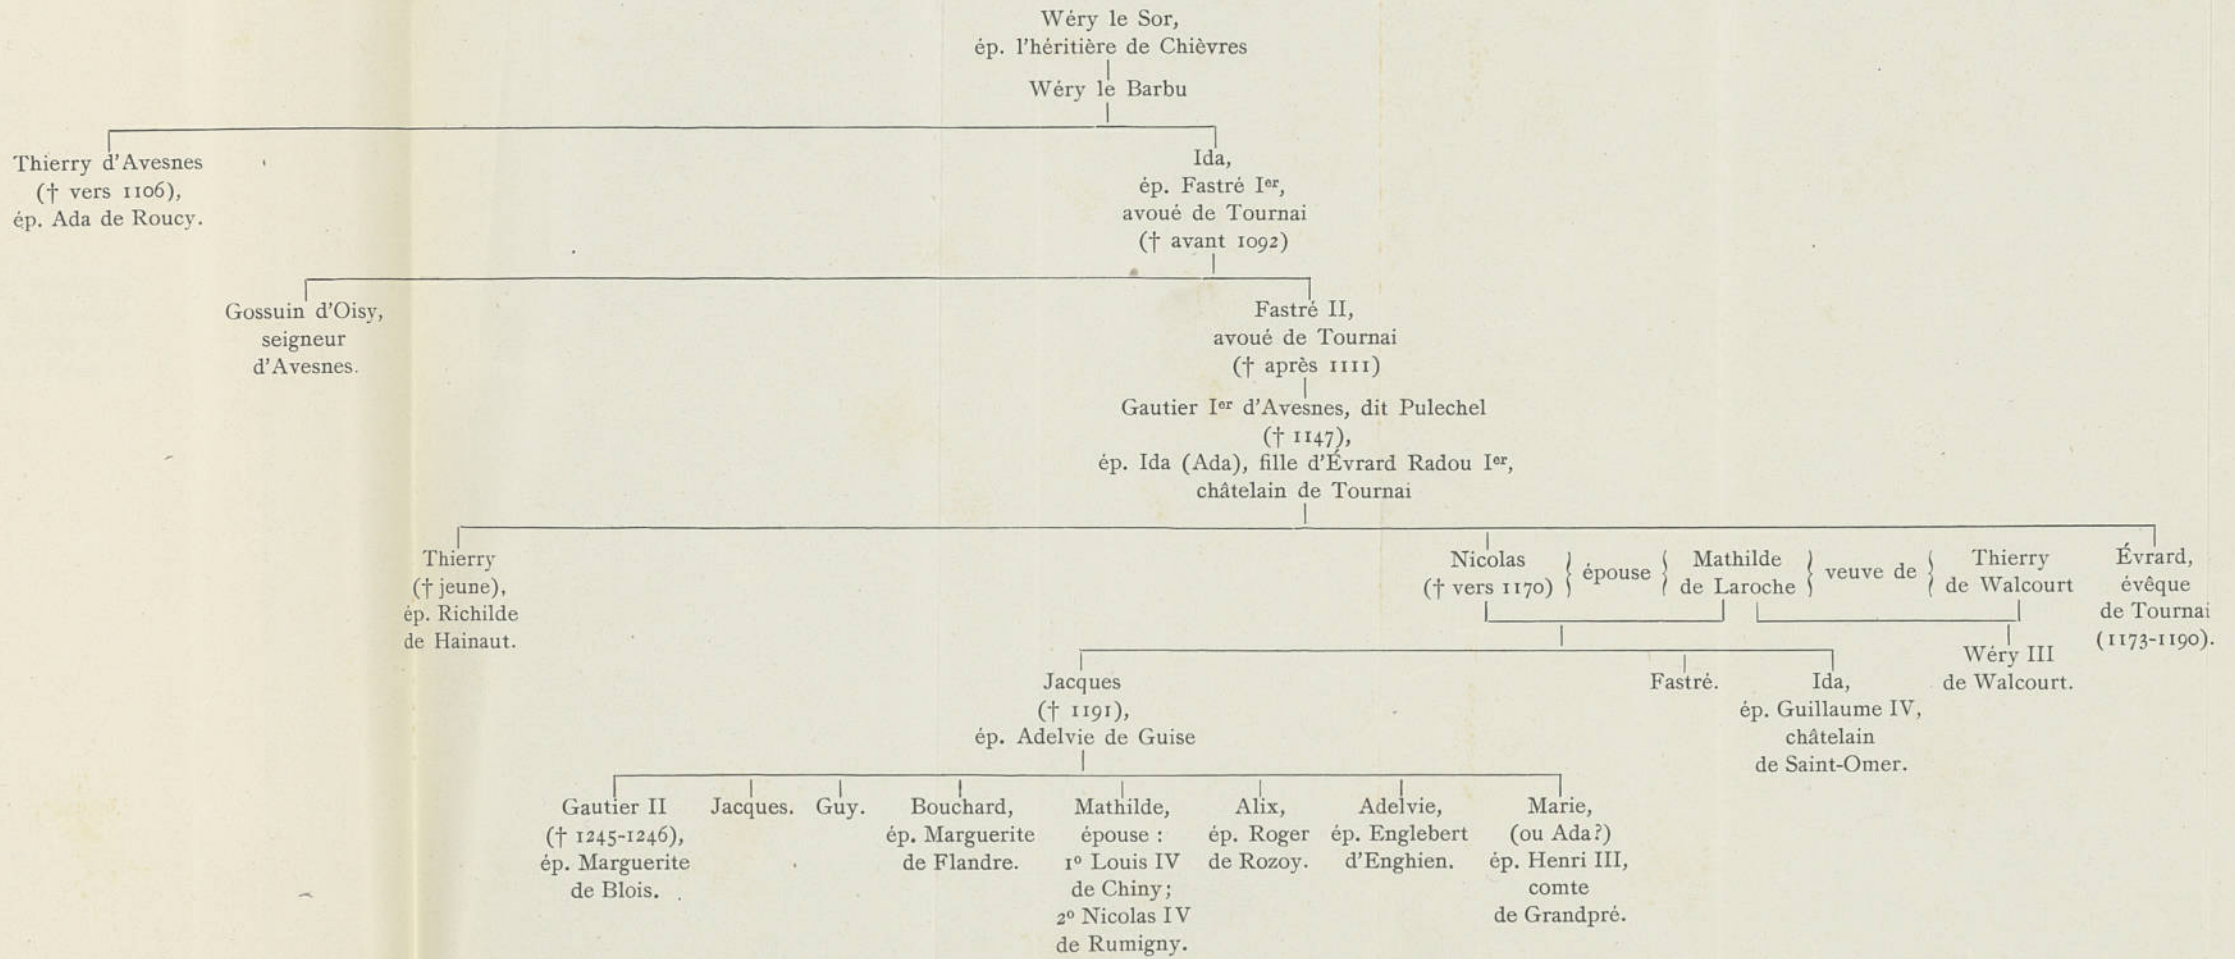 Wéry le Sor,
ép. l'héritière de Chièvres
Wéry le Barbu
Thierry d'Avesnes
(† vers 1106),
ép. Ada de Roucy.
Ida,
ép. Fastré Ier,
avoué de Tournai
(† avant 1092)
Gossuin d'Oisy,
seigneur
d'Avesnes.
Fastré II,
avoué de Tournai
(† après 1111)
Gautier Ier d'Avesnes, dit Pulechel
(† 1147),
ép. Ida (Ada), fille d'Évrard Radou Ier,
châtelain de Tournai
Thierry
(† jeune),
ép. Richilde
de Hainaut.
Nicolas
(† vers 1170)
épouse
Mathilde
de Laroche
veuve de
Thierry
de Walcourt
Évrard,
évêque
de Tournai
(1173-1190).
Jacques
(† 1191),
ép. Adelvie de Guise
Fastré.
Ida,
ép. Guillaume IV,
châtelain
de Saint-Omer.
Wéry III
de Walcourt.
Gautier II
(† 1245-1246),
ép. Marguerite
de Blois.
Jacques.
Guy.
Bouchard,
ép. Marguerite
de Flandre.
Mathilde,
épouse :
1º Louis IV
de Chiny;
2º Nicolas IV
de Rumigny.
Alix,
ép. Roger
de Rozoy.
Adelvie,
ép. Englebert
d'Enghien.
Marie,
(ou Ada?)
ép. Henri III,
comte
de Grandpré.